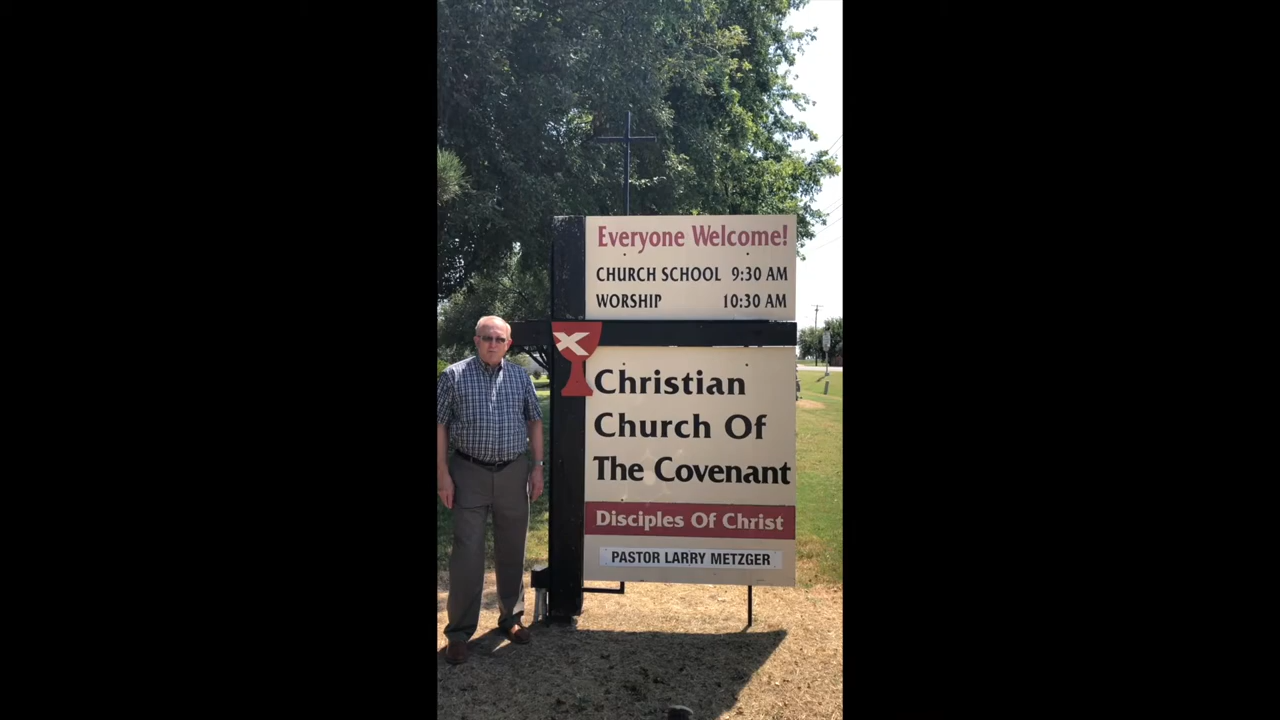 Everyone Welcome!
CHURCH SCHOOL 9:30 AM
WORSHIP 10:30 AM
Christian
Church Of
The Covenant
Disciples Of Christ
PASTOR LARRY METZGER